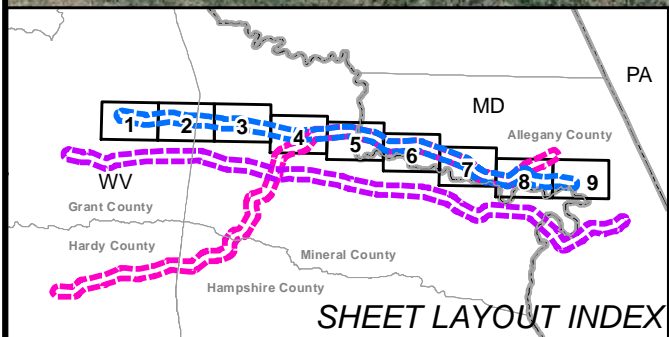 PA
MD
Allegany County
1 2 3 4 5 6 7 8 9
WV
Grant County
Hardy County
Mineral County
Hampshire County
SHEET LAYOUT INDEX